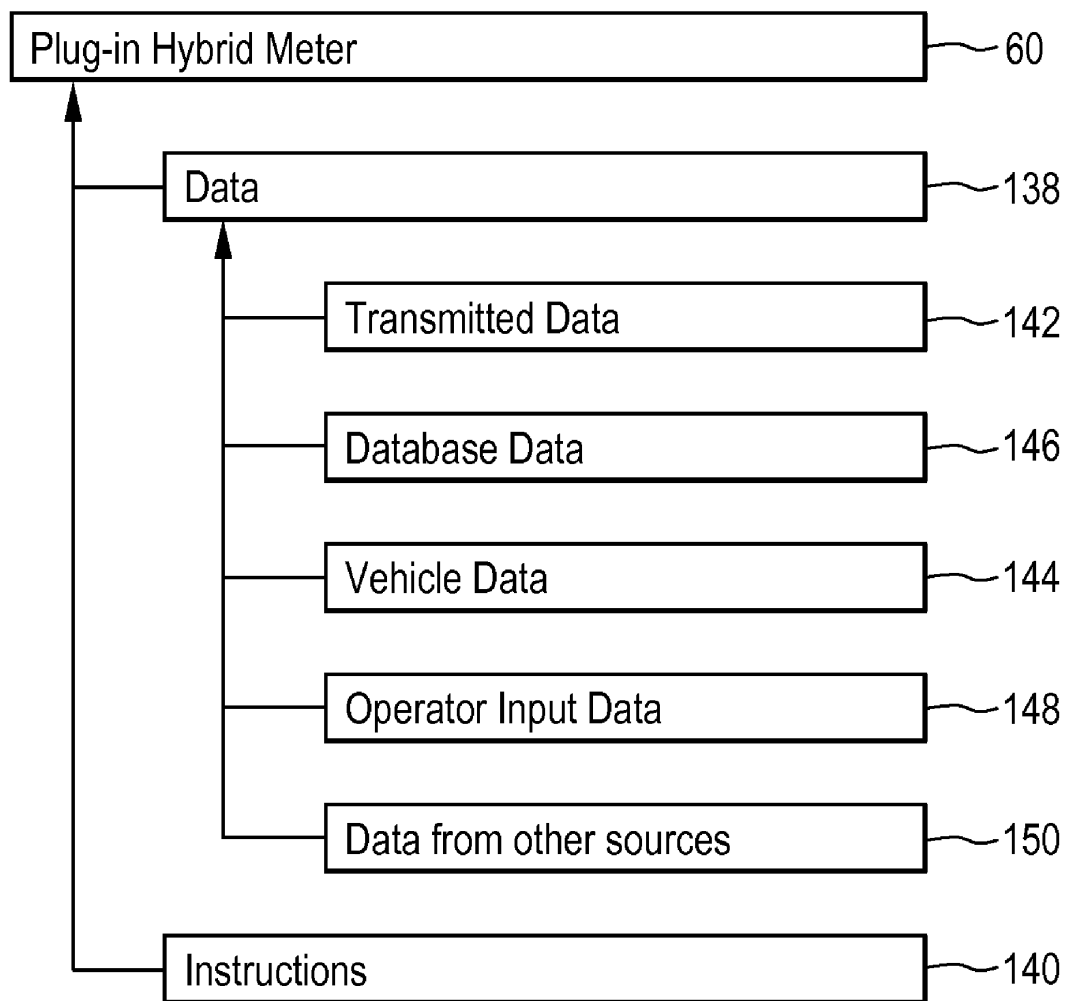 Plug-in Hybrid Meter 60
Data 138
Transmitted Data 142
Database Data 146
Vehicle Data 144
Operator Input Data 148
Data from other sources 150
Instructions 140